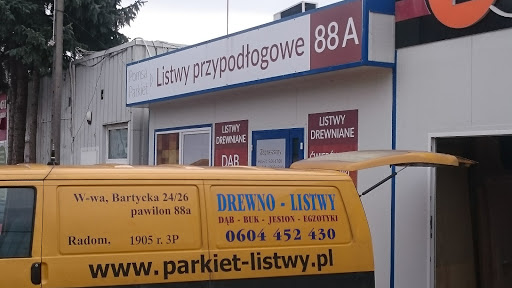 Listwy przypodłogowe 88A
LISTWY
DREWNIANE
DĄB
LISTWY
DREWNIANE
W-wa, Bartycka 24/26
pawilon 88a
Radom, 1905 r. 3P
DREWNO - LISTWY
DĄB - BUK - JESION - EGZOTYKI
0604 452 430
www.parkiet-listwy.pl